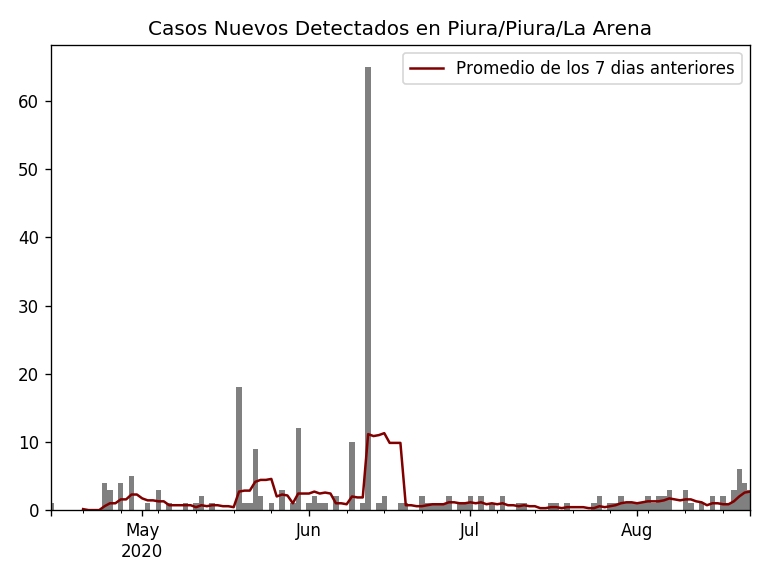 Casos Nuevos Detectados en Piura/Piura/La Arena
Promedio de los 7 dias anteriores
60
50
40
30
20
10
0
May Jun Jul Aug
2020